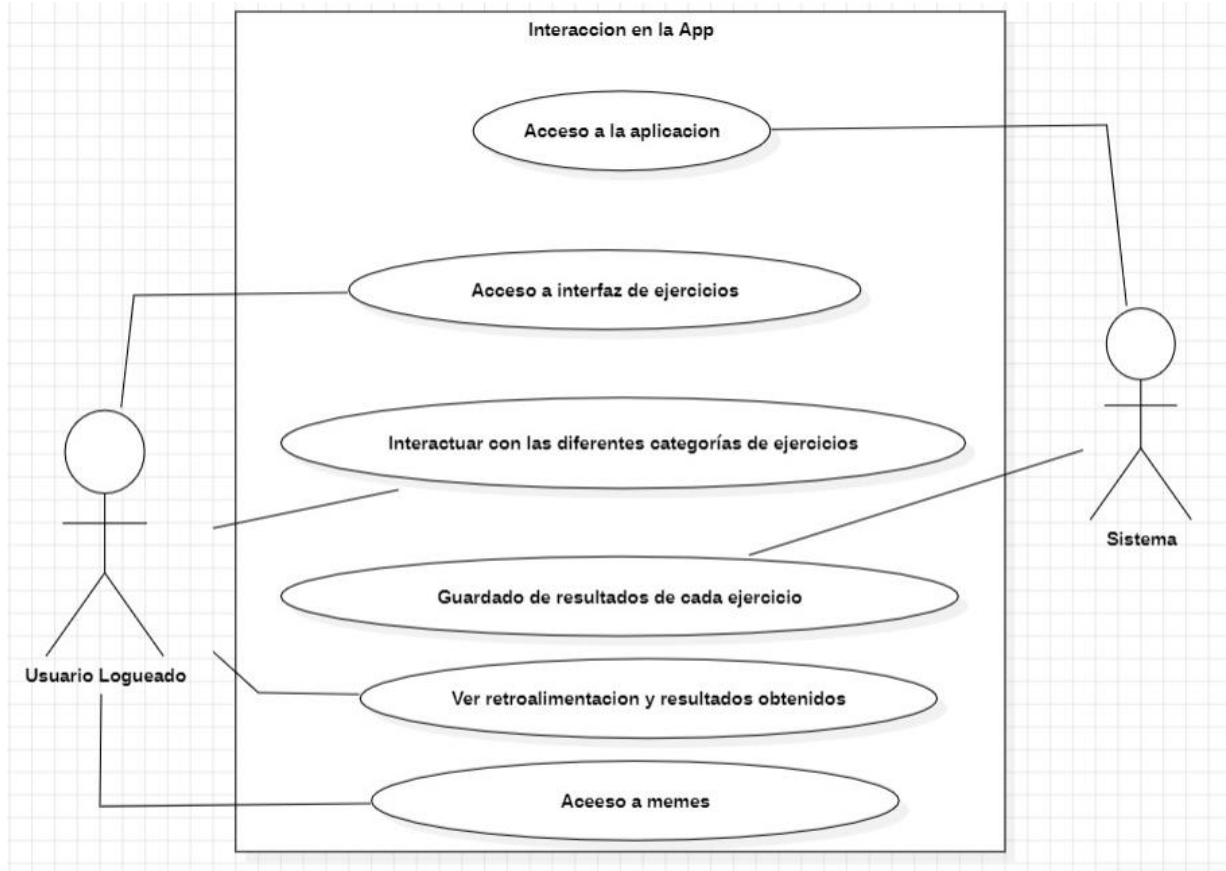 Interaccion en la App
Acceso a la aplicacion
Acceso a interfaz de ejercicios
Interactuar con las diferentes categorías de ejercicios
Sistema
Guardado de resultados de cada ejercicio
Usuario Logueado
Ver retroalimentacion y resultados obtenidos
Aceeso a memes